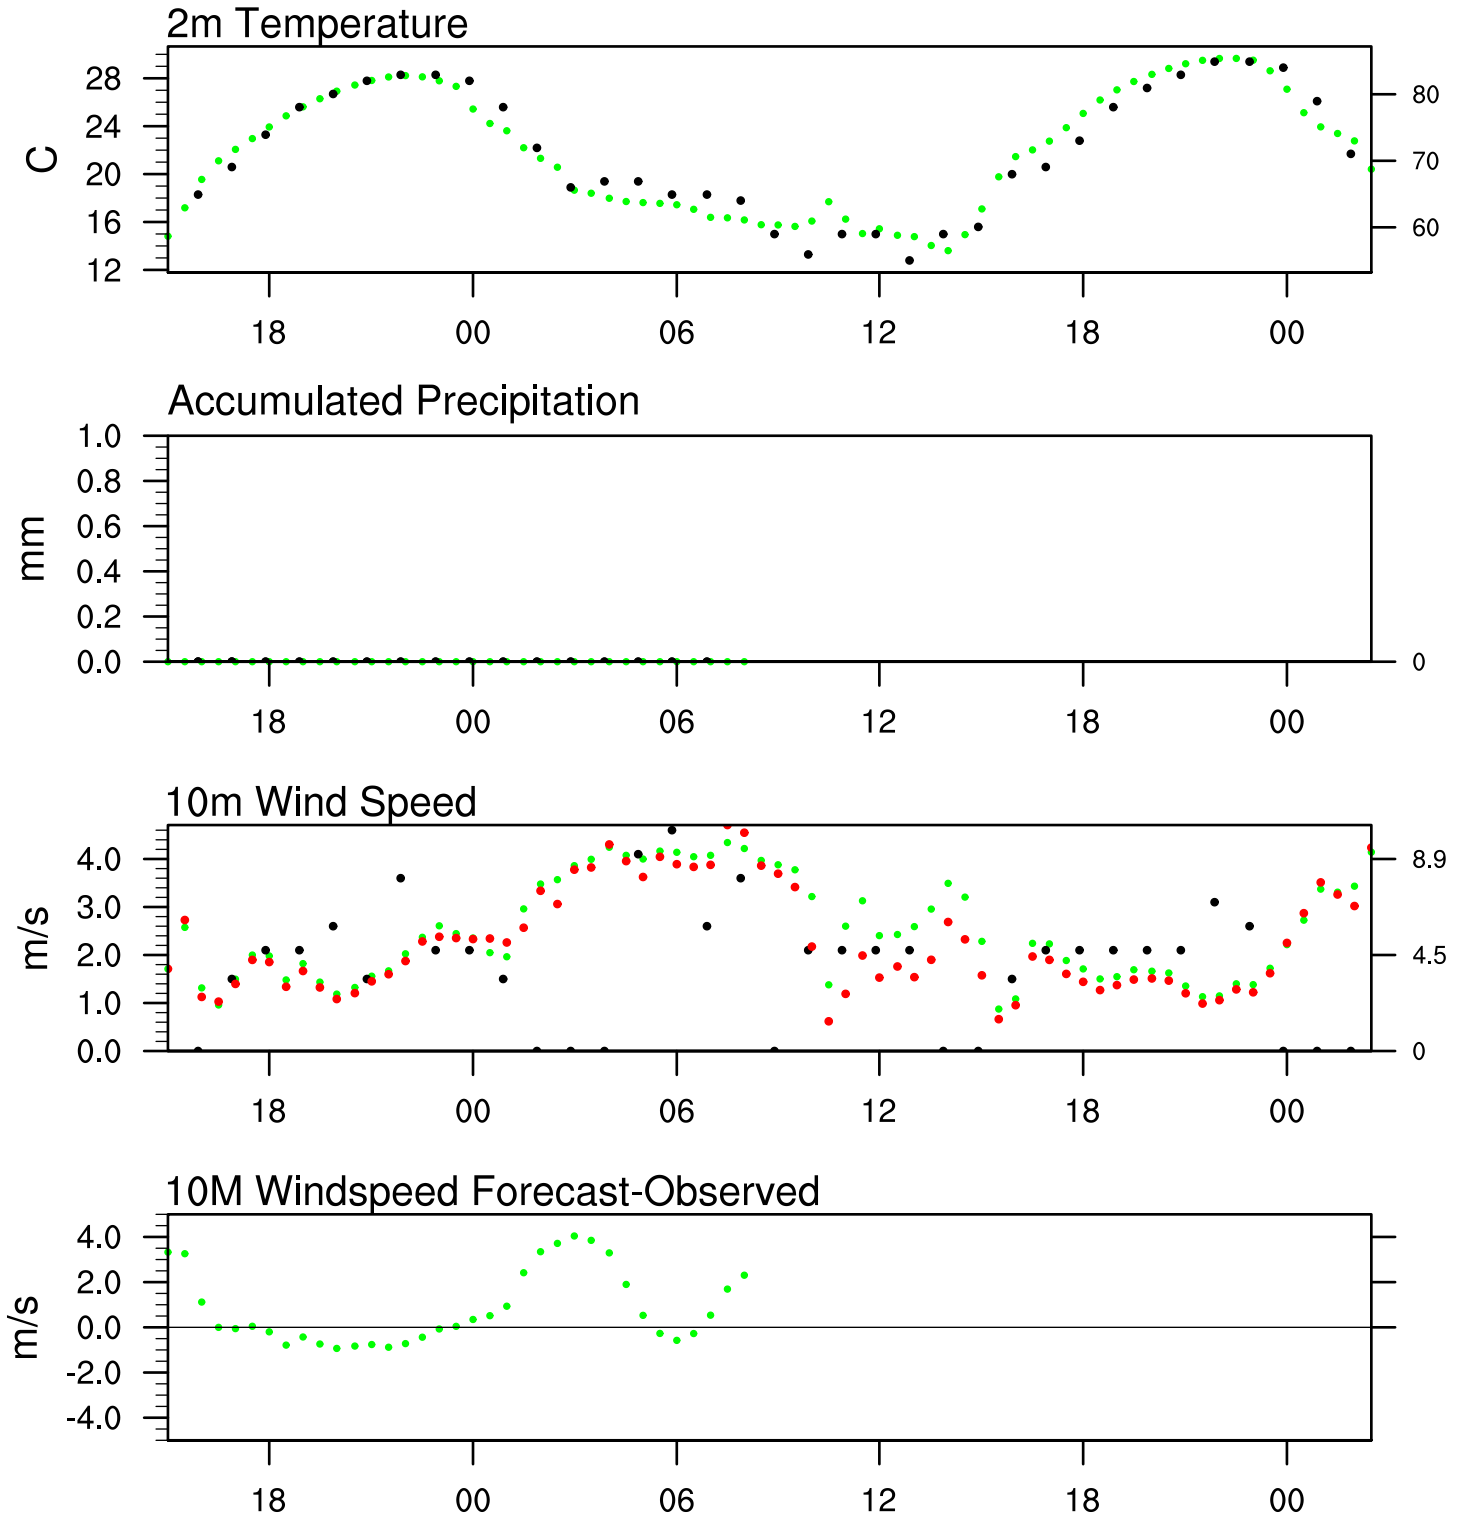 2m Temperature
28
24
20
16
12
C
80
70
60
18 00 06 12 18 00
Accumulated Precipitation
1.0
0.8
0.6
0.4
0.2
0.0
mm
0
18 00 06 12 18 00
10m Wind Speed
4.0
3.0
2.0
1.0
0.0
m/s
8.9
4.5
0
18 00 06 12 18 00
10M Windspeed Forecast-Observed
4.0
2.0
0.0
-2.0
-4.0
m/s
18 00 06 12 18 00